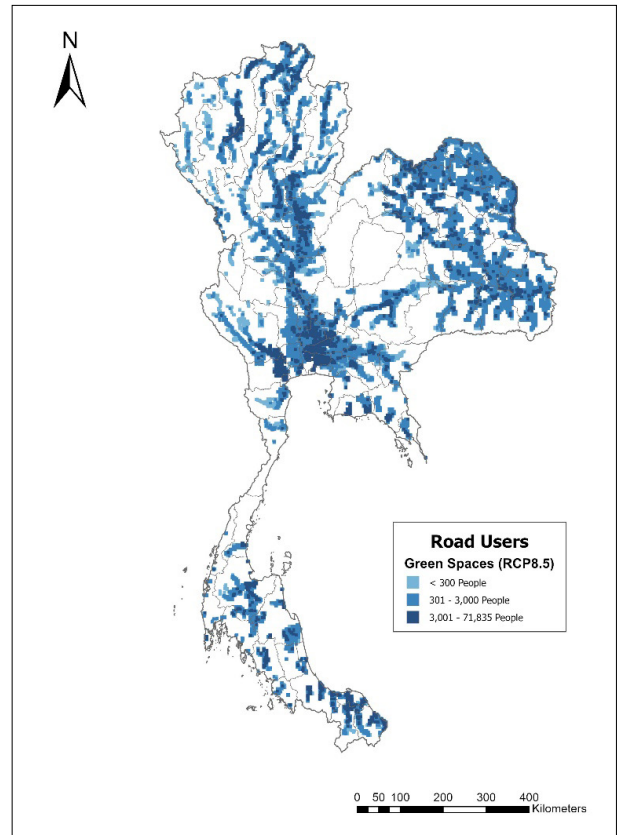 N
Road Users
Green Spaces (RCP8.5)
< 300 People
301 - 3,000 People
3,001 - 71,835 People
0 50 100 200 300 400
Kilometers